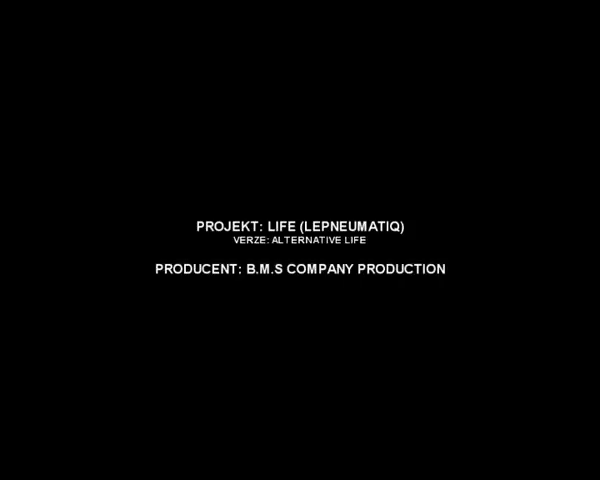 PROJEKT: LIFE (LEPNEUMATIQ)
VERZE: ALTERNATIVE LIFE
PRODUCENT: B.M.S COMPANY PRODUCTION